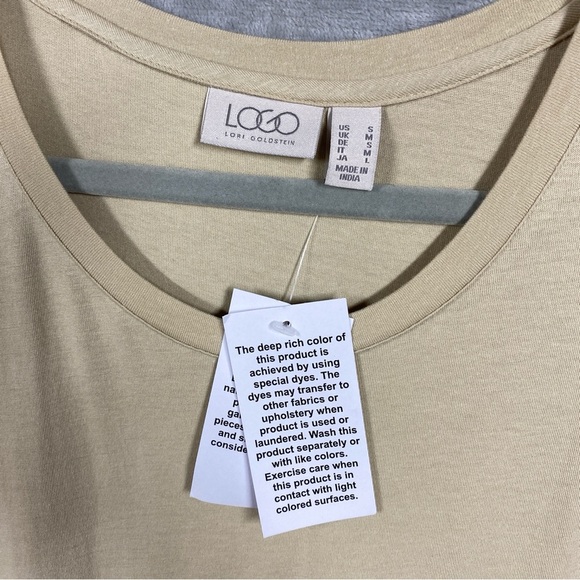 LOGO
LORI GOLDSTEIN
US S
UK M
DE S
IT M
JA L
MADE IN
INDIA
The deep rich color of
this product is
achieved by using
special dyes. The
dyes may transfer to
other fabrics or
upholstery when
product is used or
laundered. Wash this
product separately or
with like colors.
Exercise care when
this product is in
contact with light
colored surfaces.
and s